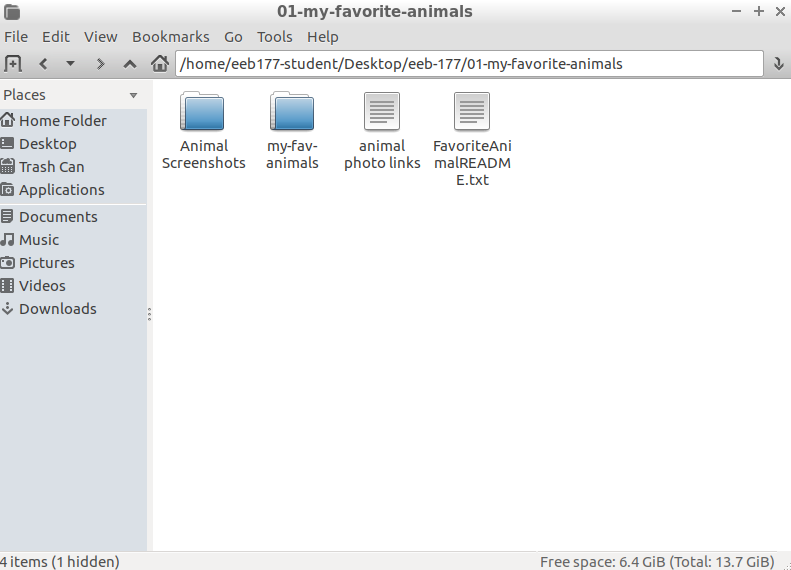 01-my-favorite-animals
File Edit View Bookmarks Go Tools Help
/home/eeb177-student/Desktop/eeb-177/01-my-favorite-animals
Places
Home Folder
Desktop
Trash Can
Applications
Documents
Music
Pictures
Videos
Downloads
Animal
Screenshots
my-fav-
animals
animal
photo links
FavoriteAni
malREADM
E.txt
4 items (1 hidden)
Free space: 6.4 GiB (Total: 13.7 GiB)